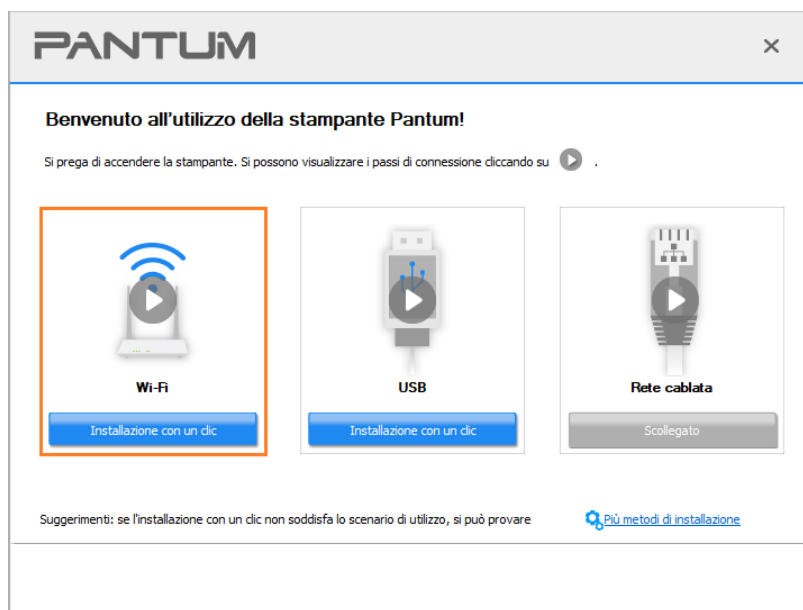 PANTUM
Benvenuto all'utilizzo della stampante Pantum!
Si prega di accendere la stampante. Si possono visualizzare i passi di connessione cliccando su .
Wi-Fi
USB
Rete cablata
Installazione con un clic
Installazione con un clic
Scollegato
Suggerimenti: se l'installazione con un clic non soddisfa lo scenario di utilizzo, si può provare
Più metodi di installazione